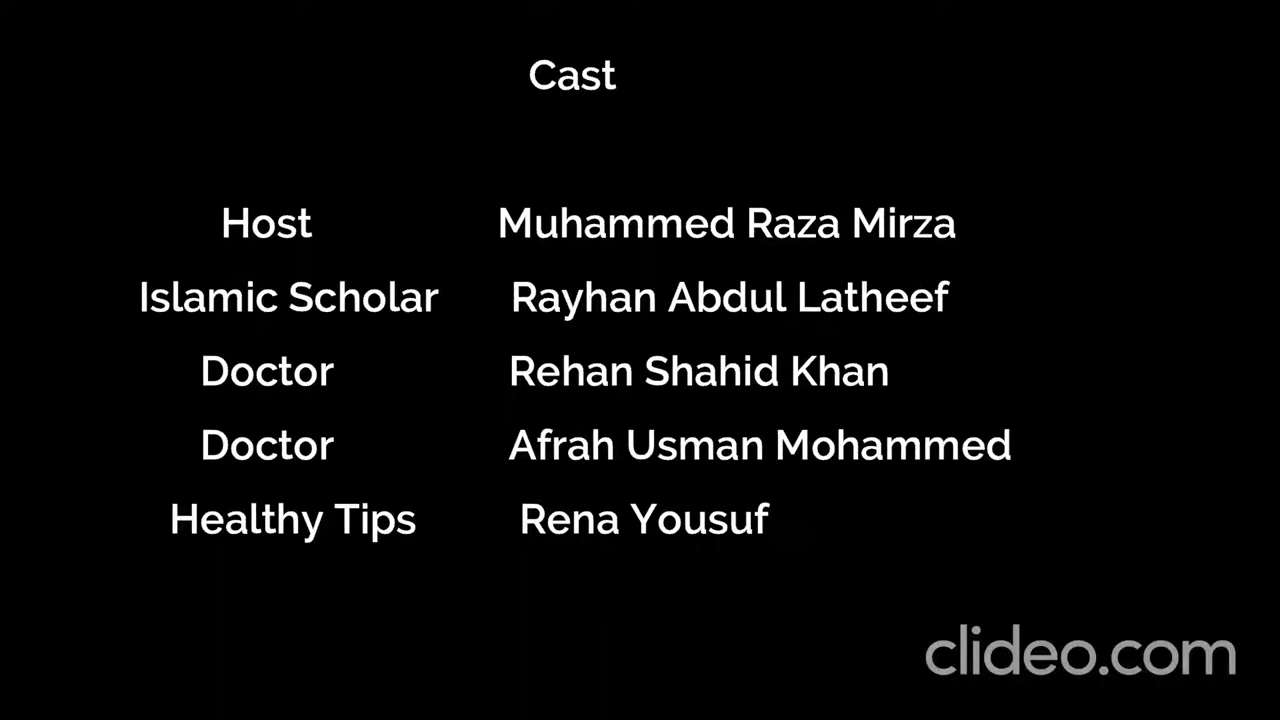 Cast
Host Muhammed Raza Mirza
Islamic Scholar Rayhan Abdul Latheef
Doctor Rehan Shahid Khan
Doctor Afrah Usman Mohammed
Healthy Tips Rena Yousuf
clideo.com